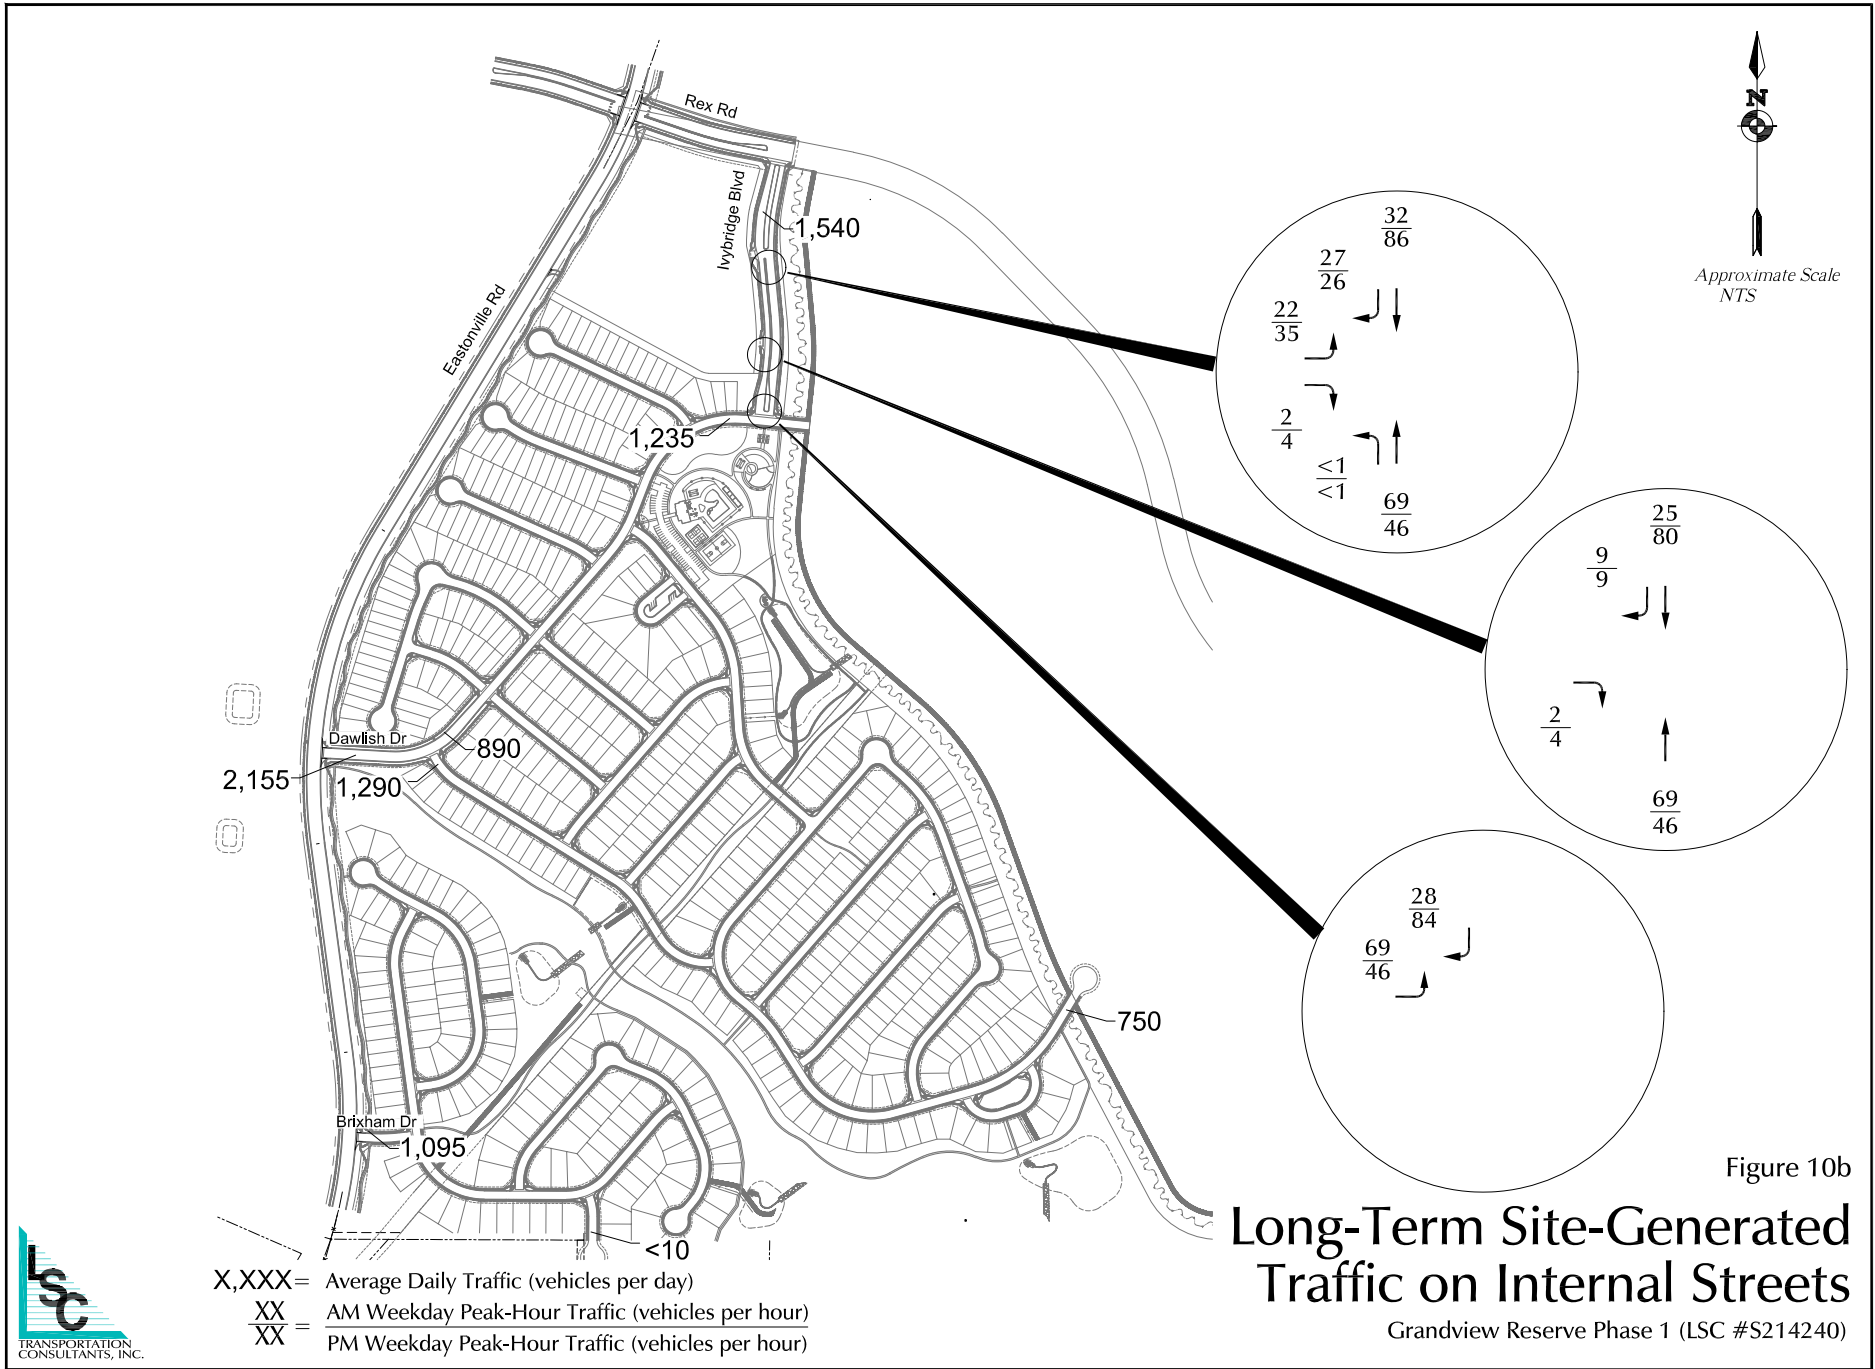 Rex Rd
N
Approximate Scale
NTS
Ivybridge Blvd
1,540
Eastonville Rd
1,235
32
86
27
26
22
35
2
4
<1
<1
69
46
25
80
9
9
2
4
69
46
28
84
69
46
Dawlish Dr
890
2,155
1,290
750
Brixham Dr
1,095
<10
X,XXX= Average Daily Traffic (vehicles per day)
XX = AM Weekday Peak-Hour Traffic (vehicles per hour)
XX PM Weekday Peak-Hour Traffic (vehicles per hour)
LSC
TRANSPORTATION
CONSULTANTS, INC.
Figure 10b
Long-Term Site-Generated
Traffic on Internal Streets
Grandview Reserve Phase 1 (LSC #S214240)